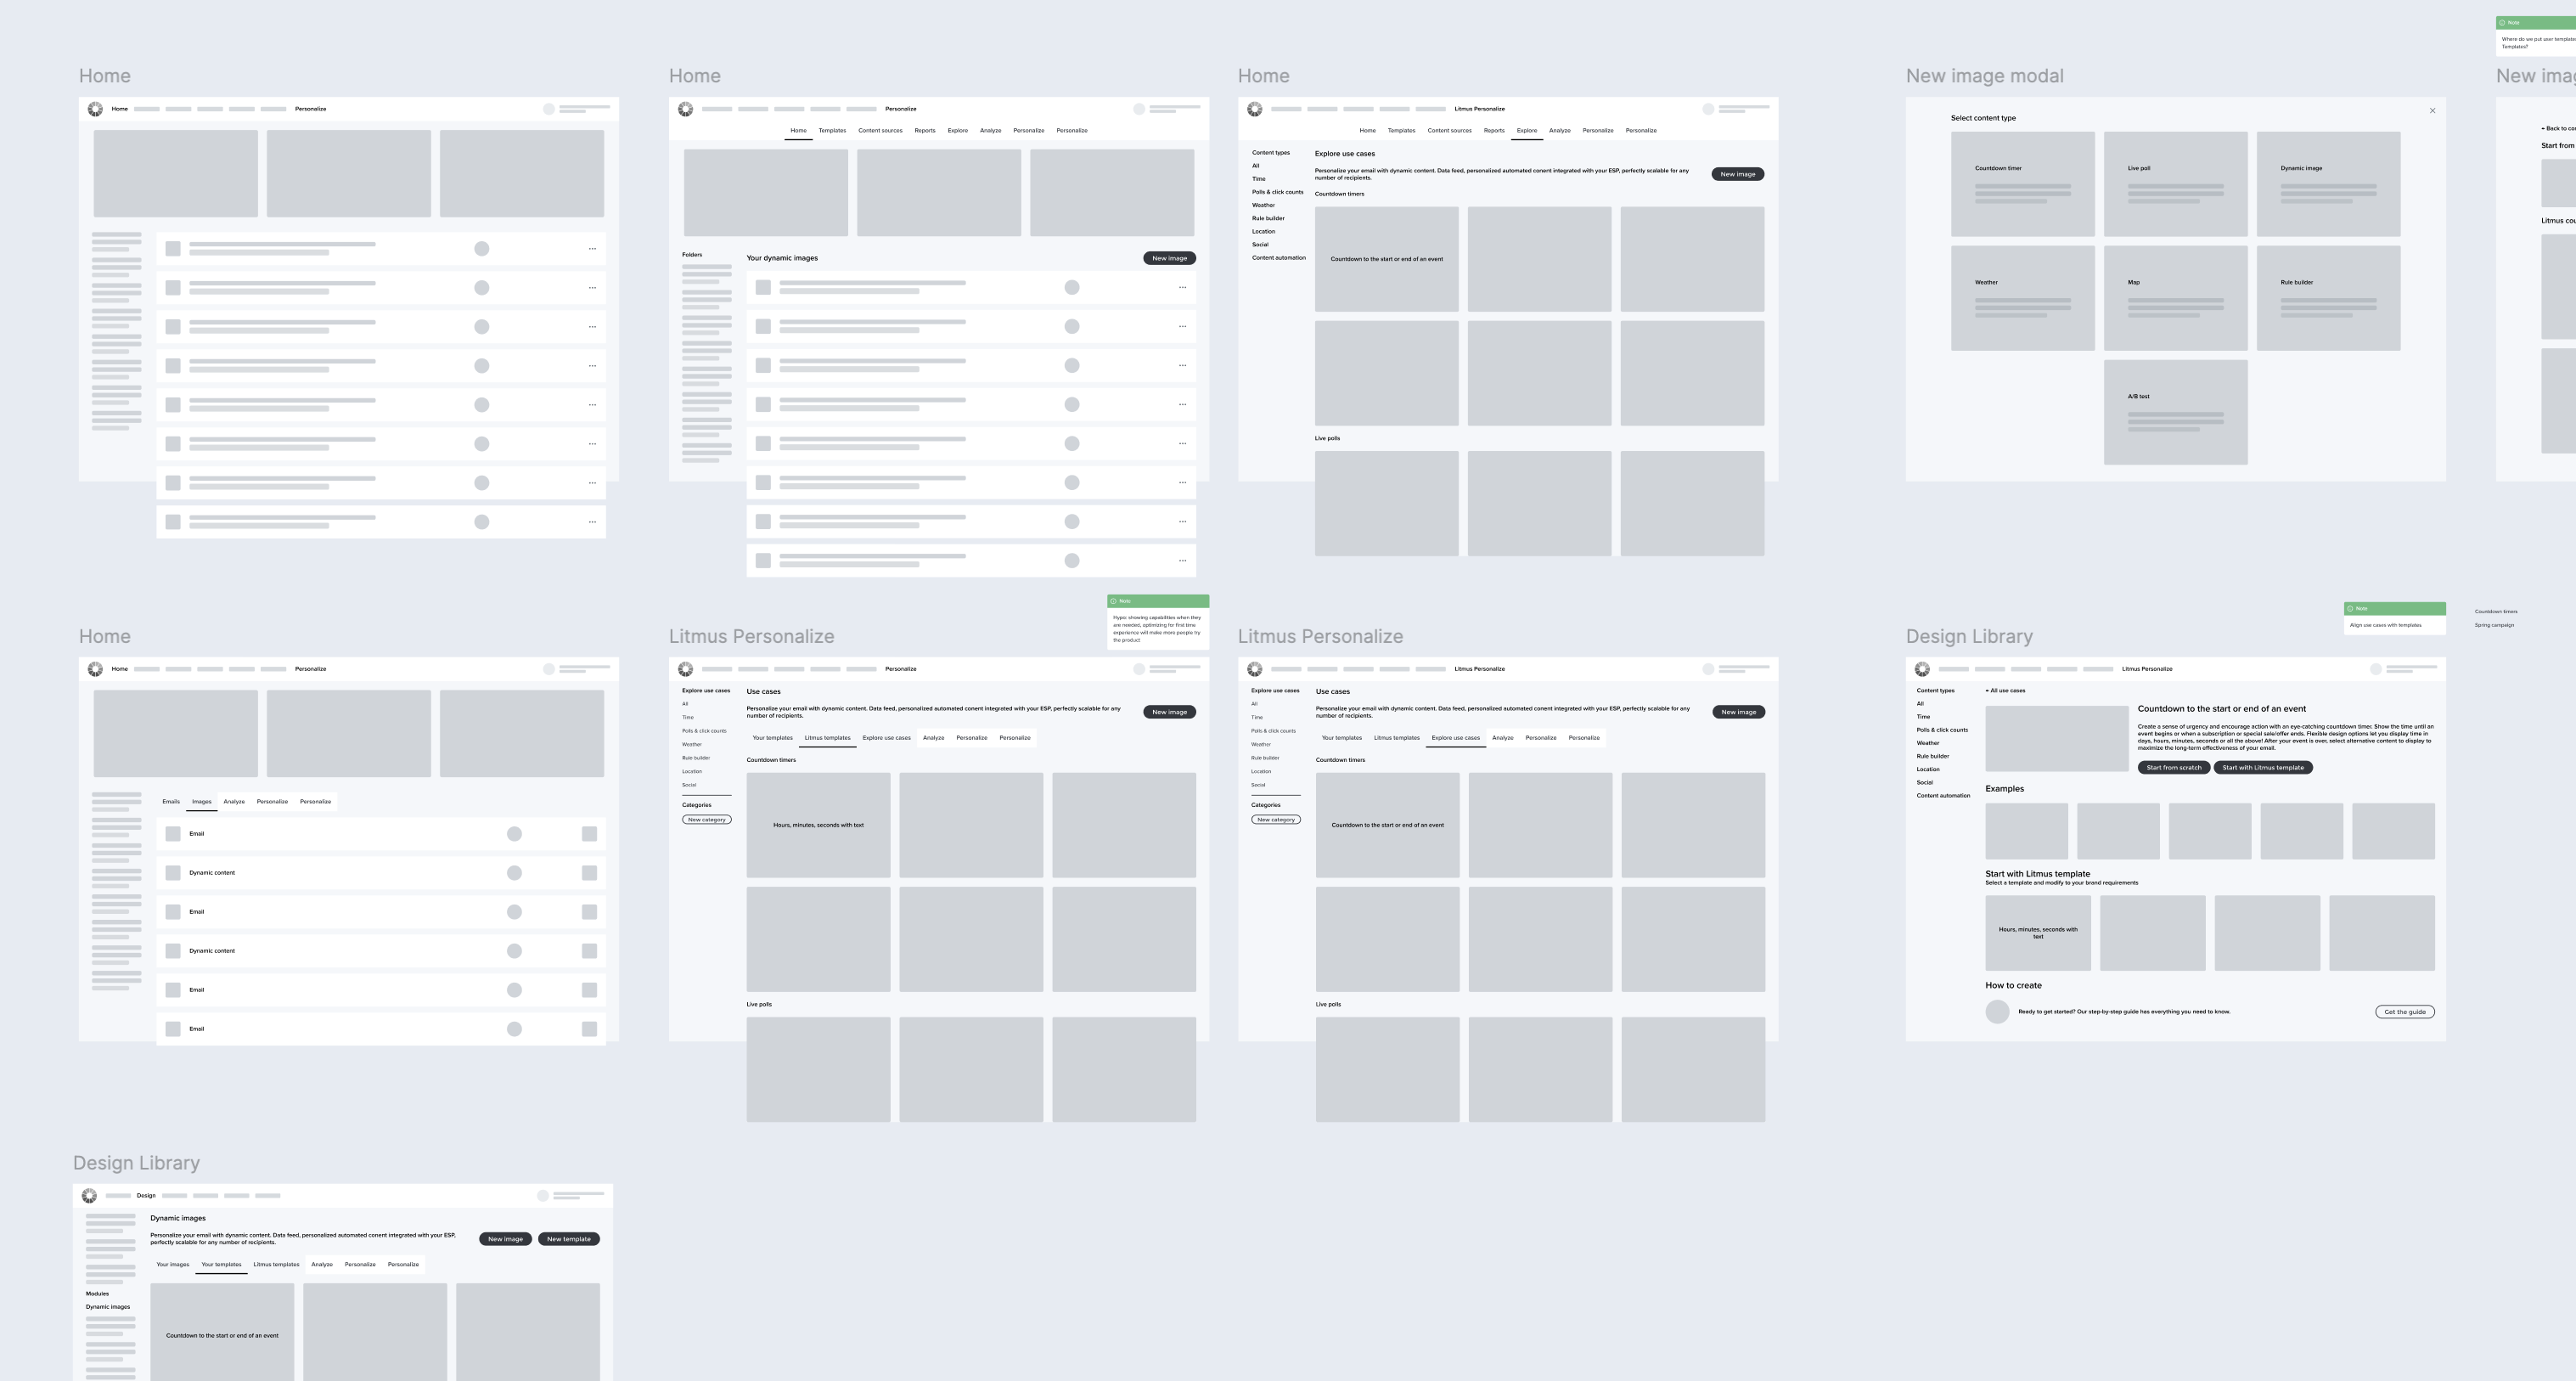 Note
Where do we put user template
Templates?
Home
Home Personalize
Home
Personalize
Home Templates Content sources Reports Explore Analyze Personalize Personalize
Folders
Your dynamic images
New image
Home
Litmus Personalize
Home Templates Content sources Reports Explore Analyze Personalize Personalize
Content types
All
Time
Polls & click counts
Weather
Rule builder
Location
Social
Content automation
Explore use cases
Personalize your email with dynamic content. Data feed, personalized automated conent integrated with your ESP, perfectly scalable for any
number of recipients.
New image
Countdown timers
Countdown to the start or end of an event
Live polls
New image modal
Select content type
Countdown timer
Live poll
Dynamic image
Weather
Map
Rule builder
A/B test
New imag
Back to con
Start from
Litmus cou
Home
Home Personalize
Emails Images Analyze Personalize Personalize
Email
Dynamic content
Email
Dynamic content
Email
Email
Note
Hypo: showing capabilities when they
are needed, optimizing for first time
experience will make more people try
the product
Litmus Personalize
Personalize
Explore use cases
All
Time
Polls & click counts
Weather
Rule builder
Location
Social
Categories
New category
Use cases
Personalize your email with dynamic content. Data feed, personalized automated conent integrated with your ESP, perfectly scalable for any
number of recipients.
New image
Your templates Litmus templates Explore use cases Analyze Personalize Personalize
Countdown timers
Hours, minutes, seconds with text
Live polls
Litmus Personalize
Litmus Personalize
Explore use cases
All
Time
Polls & click counts
Weather
Rule builder
Location
Social
Categories
New category
Use cases
Personalize your email with dynamic content. Data feed, personalized automated conent integrated with your ESP, perfectly scalable for any
number of recipients.
New image
Your templates Litmus templates Explore use cases Analyze Personalize Personalize
Countdown timers
Countdown to the start or end of an event
Live polls
Note
Align use cases with templates
Countdown timers
Spring campaign
Design Library
Litmus Personalize
Content types
All
Time
Polls & click counts
Weather
Rule builder
Location
Social
Content automation
All use cases
Countdown to the start or end of an event
Create a sense of urgency and encourage action with an eye-catching countdown timer. Show the time until an
event begins or when a subscription or special sale/offer ends. Flexible design options let you display time in
days, hours, minutes, seconds or all the above! After your event is over, select alternative content to display to
maximize the long-term effectiveness of your email.
Start from scratch Start with Litmus template
Examples
Start with Litmus template
Select a template and modify to your brand requirements
Hours, minutes, seconds with
text
How to create
Ready to get started? Our step-by-step guide has everything you need to know.
Get the guide
Design Library
Design
Modules
Dynamic images
Dynamic images
Personalize your email with dynamic content. Data feed, personalized automated conent integrated with your ESP,
perfectly scalable for any number of recipients.
New image New template
Your images Your templates Litmus templates Analyze Personalize Personalize
Countdown to the start or end of an event